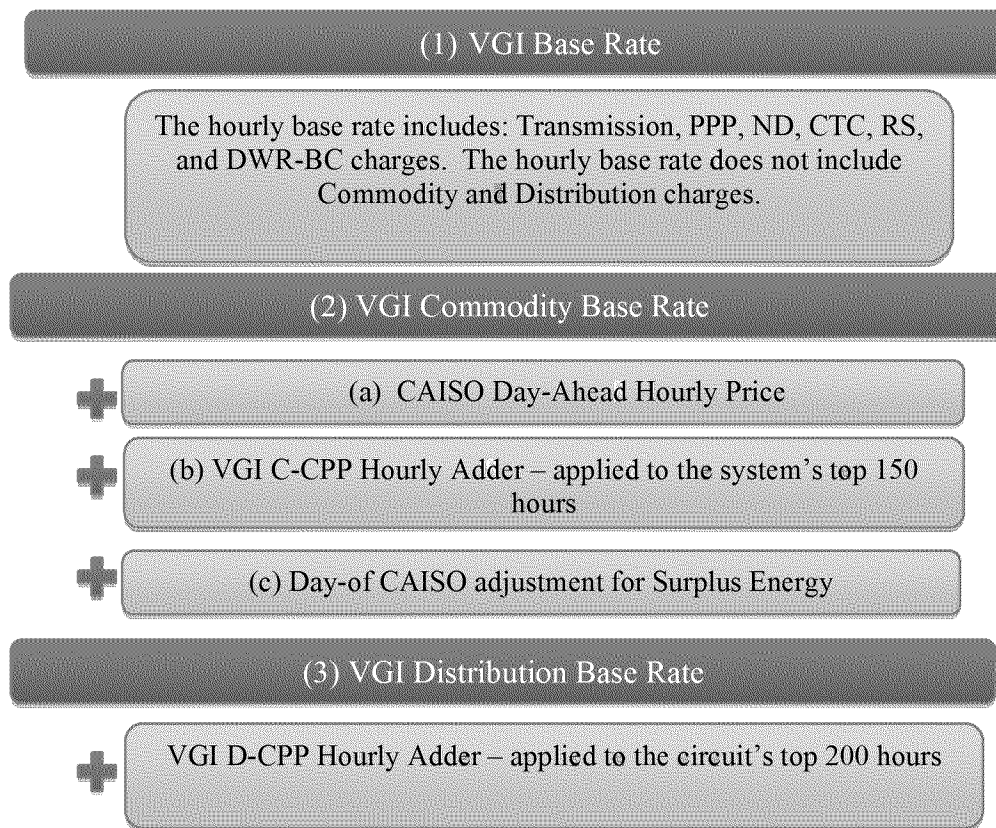 (1) VGI Base Rate
The hourly base rate includes: Transmission, PPP, ND, CTC, RS,
and DWR-BC charges.  The hourly base rate does not include
Commodity and Distribution charges.
(2) VGI Commodity Base Rate
(a)  CAISO Day-Ahead Hourly Price
(b) VGI C-CPP Hourly Adder – applied to the system's top 150
hours
(c) Day-of CAISO adjustment for Surplus Energy
(3) VGI Distribution Base Rate
VGI D-CPP Hourly Adder – applied to the circuit's top 200 hours